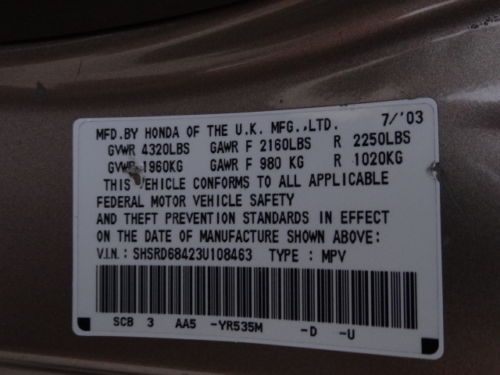 MFD.BY HONDA OF THE U.K. MFG.,LTD. 7/'03
GVWR 4320LBS GAWR F 2160LBS R 2250LBS
GVWR 1960KG GAWR F 980 KG R 1020KG
THIS VEHICLE CONFORMS TO ALL APPLICABLE
FEDERAL MOTOR VEHICLE SAFETY
AND THEFT PREVENTION STANDARDS IN EFFECT
ON THE DATE OF MANUFACTURE SHOWN ABOVE:
V.I.N.: SHSRD68423U108463 TYPE : MPV
SCB 3 AA5 -YR535M -D -U